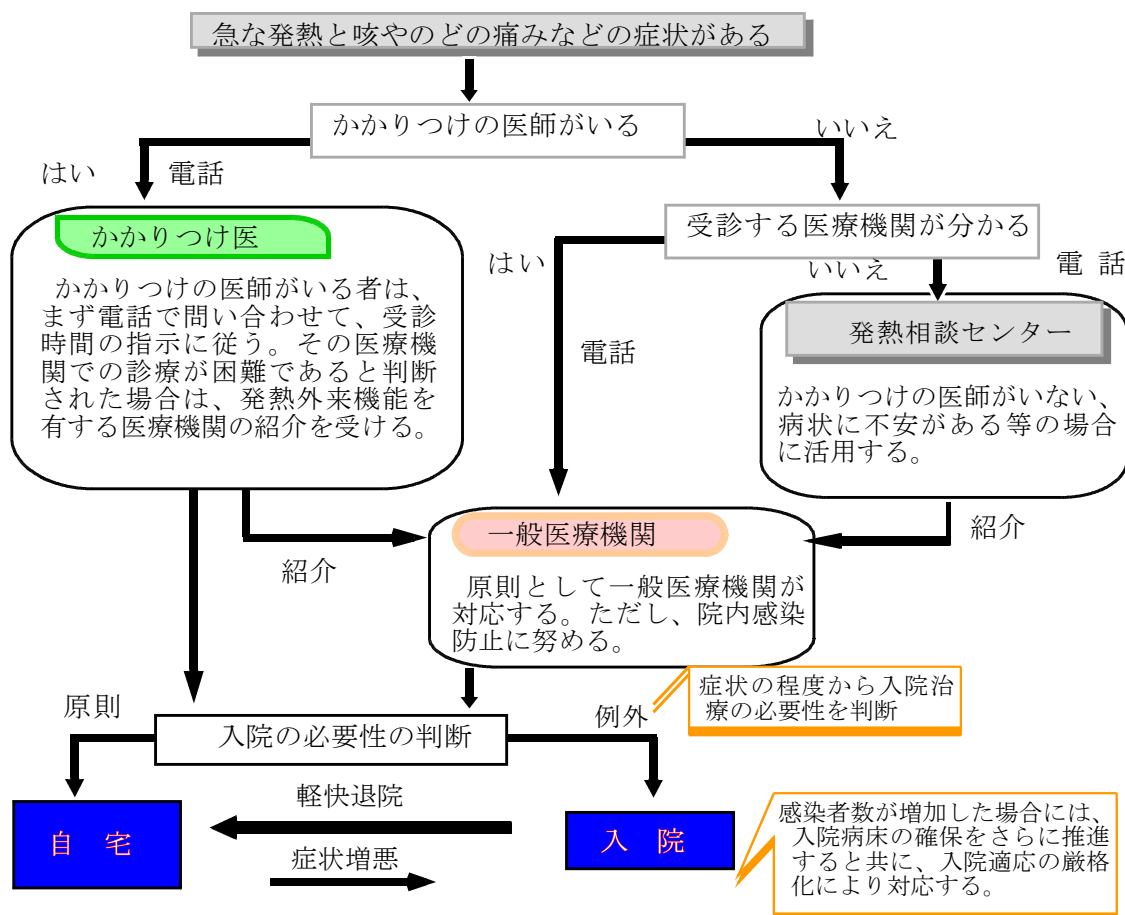 急な発熱と咳やのどの痛みなどの症状がある
かかりつけの医師がいる
いいえ
はい
電話
かかりつけ医
かかりつけの医師がいる者は、
まず電話で問い合わせて、受診
時間の指示に従う。その医療機
関での診療が困難であると判断
された場合は、発熱外来機能を
有する医療機関の紹介を受ける。
受診する医療機関が分かる
はい
電話
いいえ
電 話
発熱相談センター
かかりつけの医師がいない、
病状に不安がある等の場合
に活用する。
紹介
紹介
一般医療機関
原則として一般医療機関が
対応する。ただし、院内感染
防止に努める。
症状の程度から入院治
療の必要性を判断
原則
入院の必要性の判断
例外
自 宅
軽快退院
症状増悪
入 院
感染者数が増加した場合には、
入院病床の確保をさらに推進
すると共に、入院適応の厳格
化により対応する。